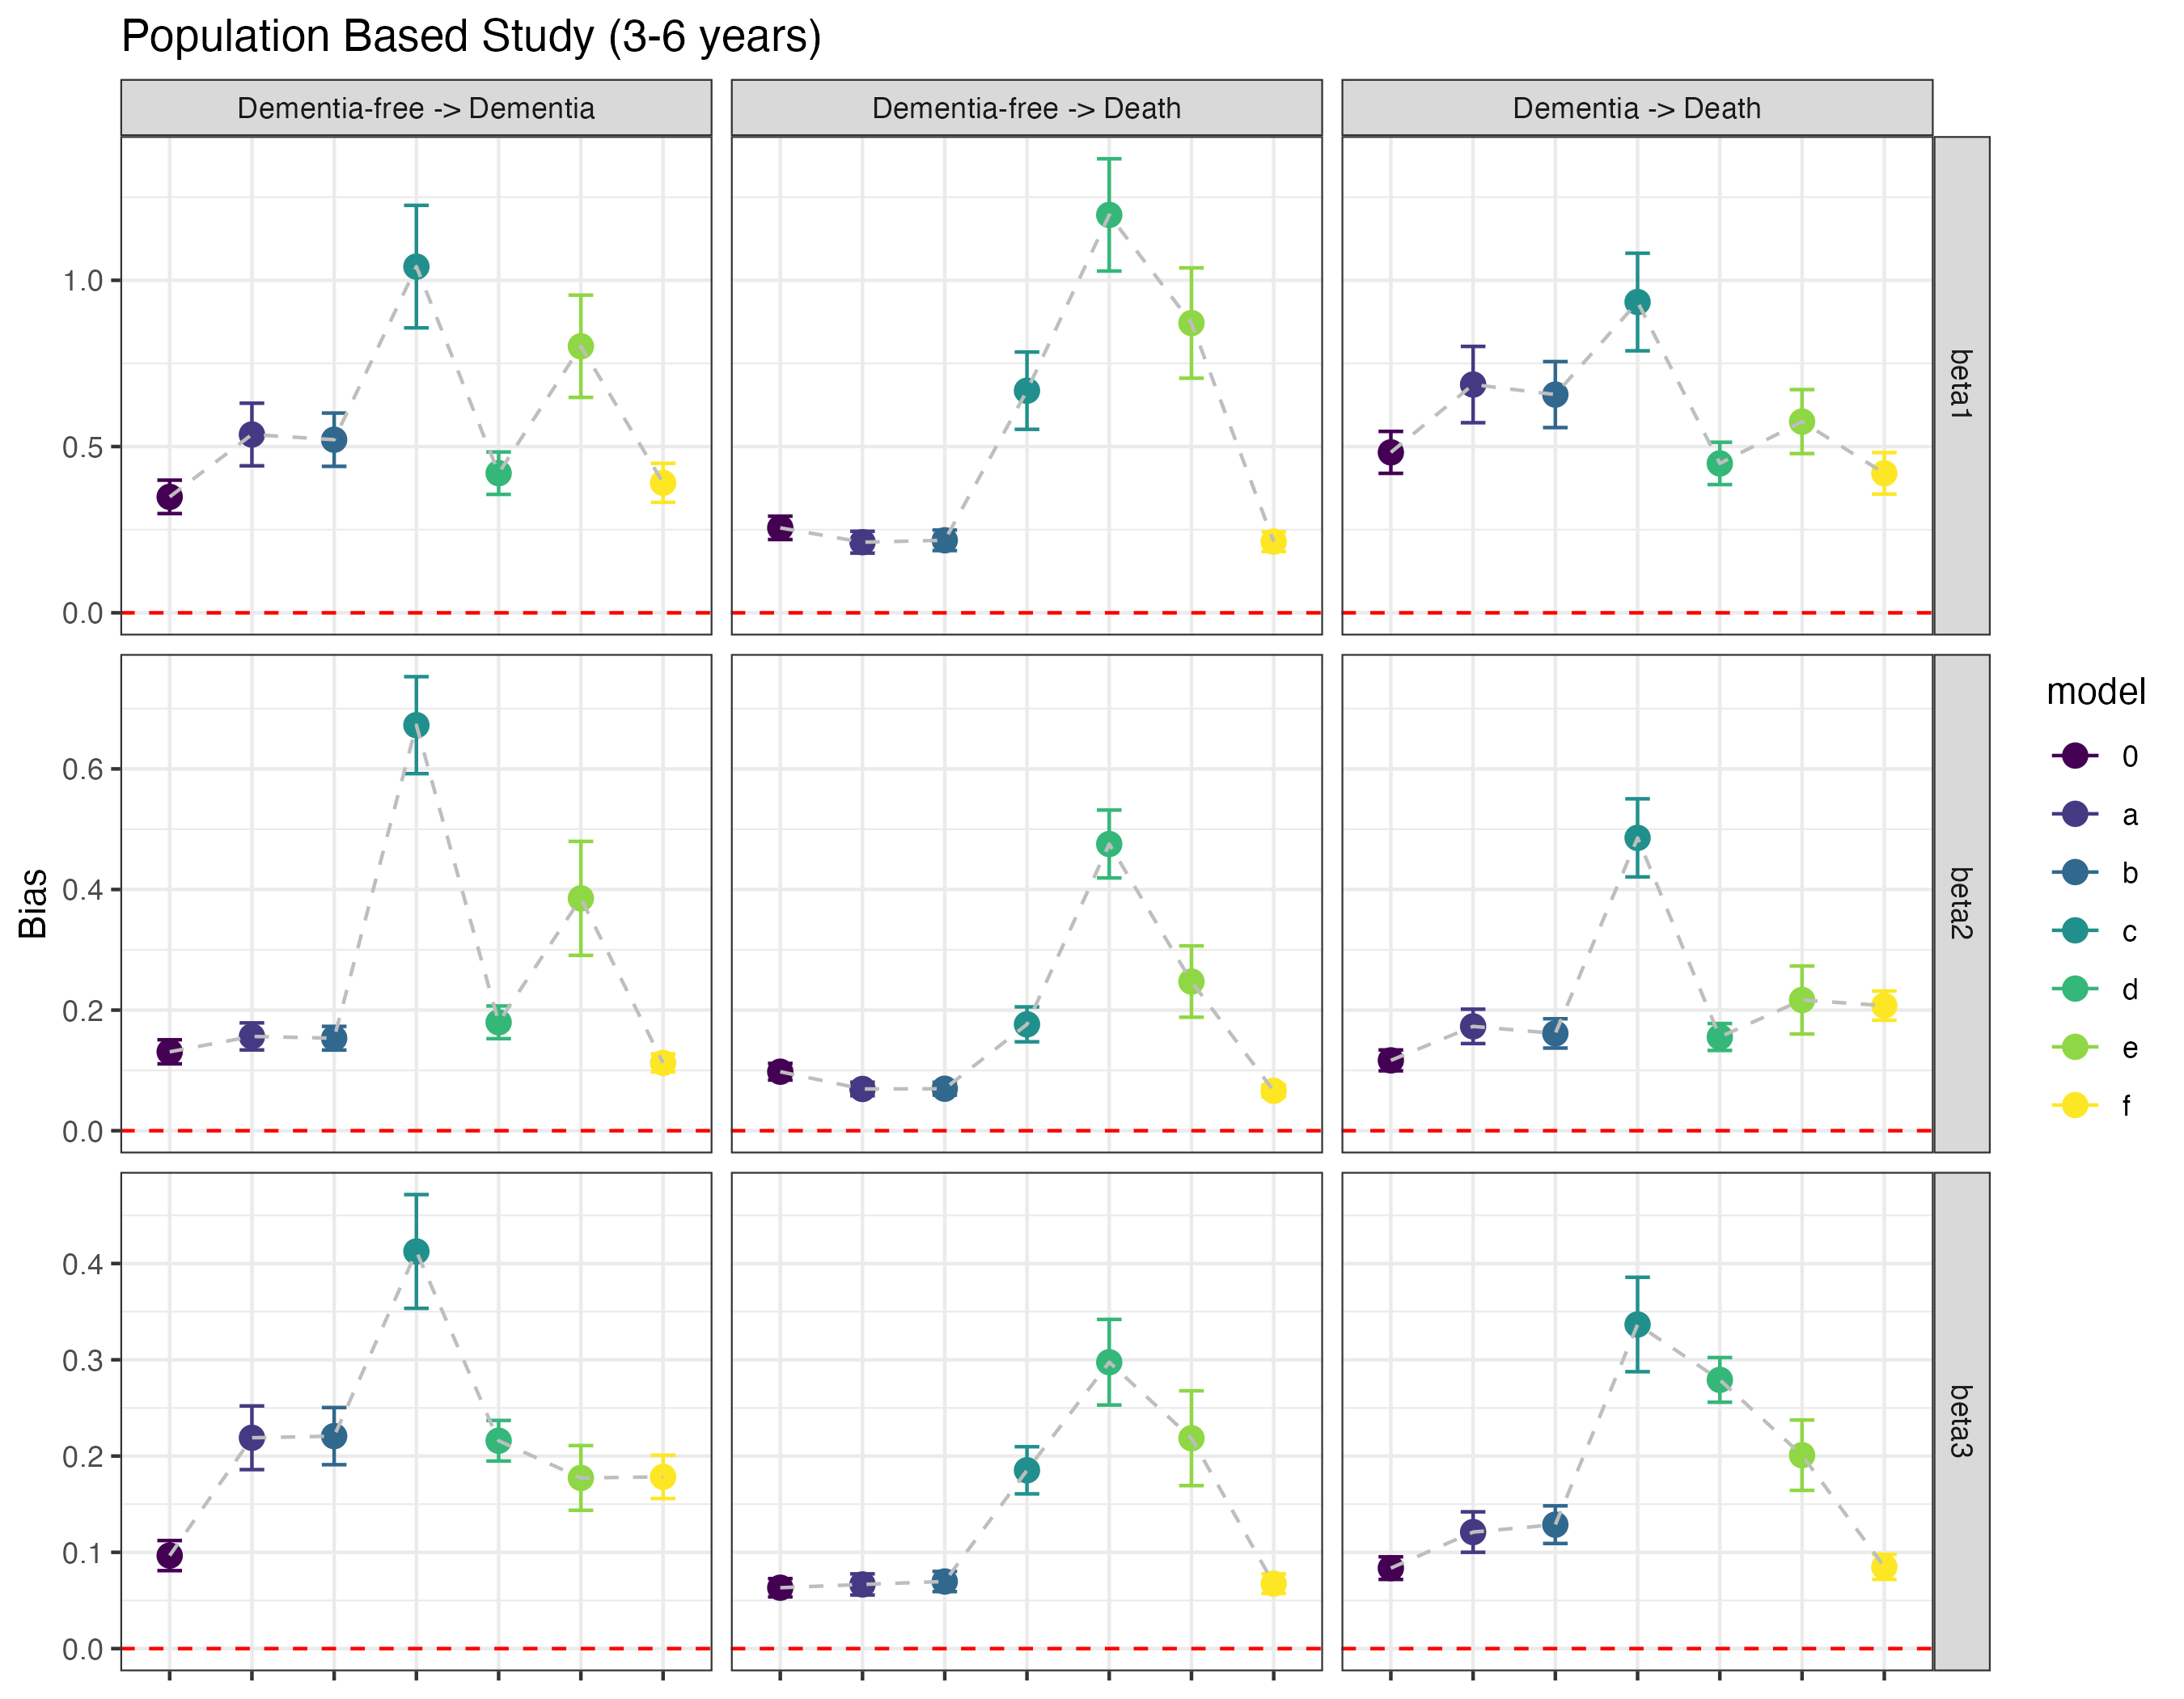 Population Based Study (3-6 years)
Dementia-free -> Dementia
Dementia-free -> Death
Dementia -> Death
1.0
0.5
0.0
beta1
Bias
0.6
0.4
0.2
0.0
beta2
0.4
0.3
0.2
0.1
0.0
beta3
model
0
a
b
c
d
e
f